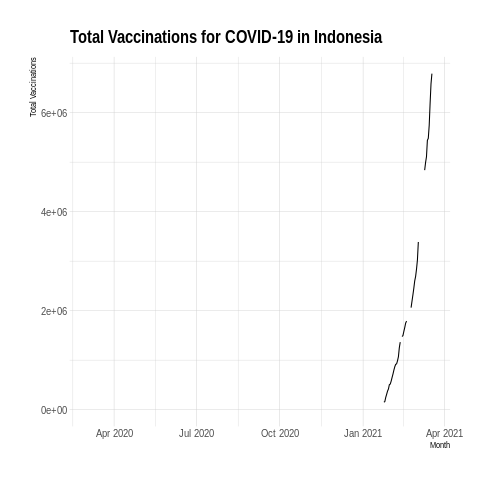 Total Vaccinations for COVID-19 in Indonesia
Total Vaccinations
6e+06
4e+06
2e+06
0e+00
Apr 2020 Jul 2020 Oct 2020 Jan 2021 Apr 2021
Month